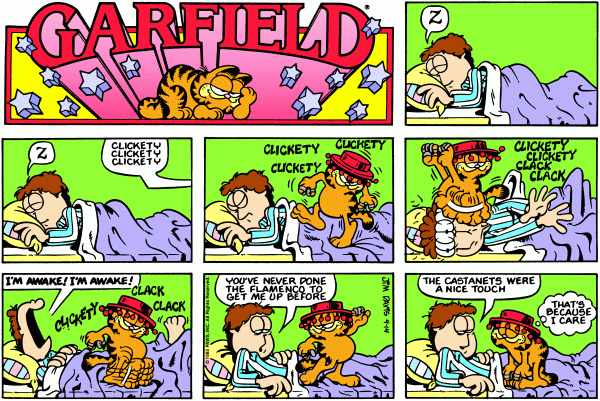 GARFIELD
®
Z
Z
CLICKETY
CLICKETY
CLICKETY
CLICKETY
CLICKETY
CLICKETY
CLICKETY
CLICKETY
CLACK
CLACK
I'M AWAKE! I'M AWAKE!
CLICKETY
CLACK
CLACK
YOU'VE NEVER DONE
THE FLAMENCO TO
GET ME UP BEFORE
JIM DAVIS
THE CASTANETS WERE
A NICE TOUCH
THAT'S
BECAUSE
I CARE